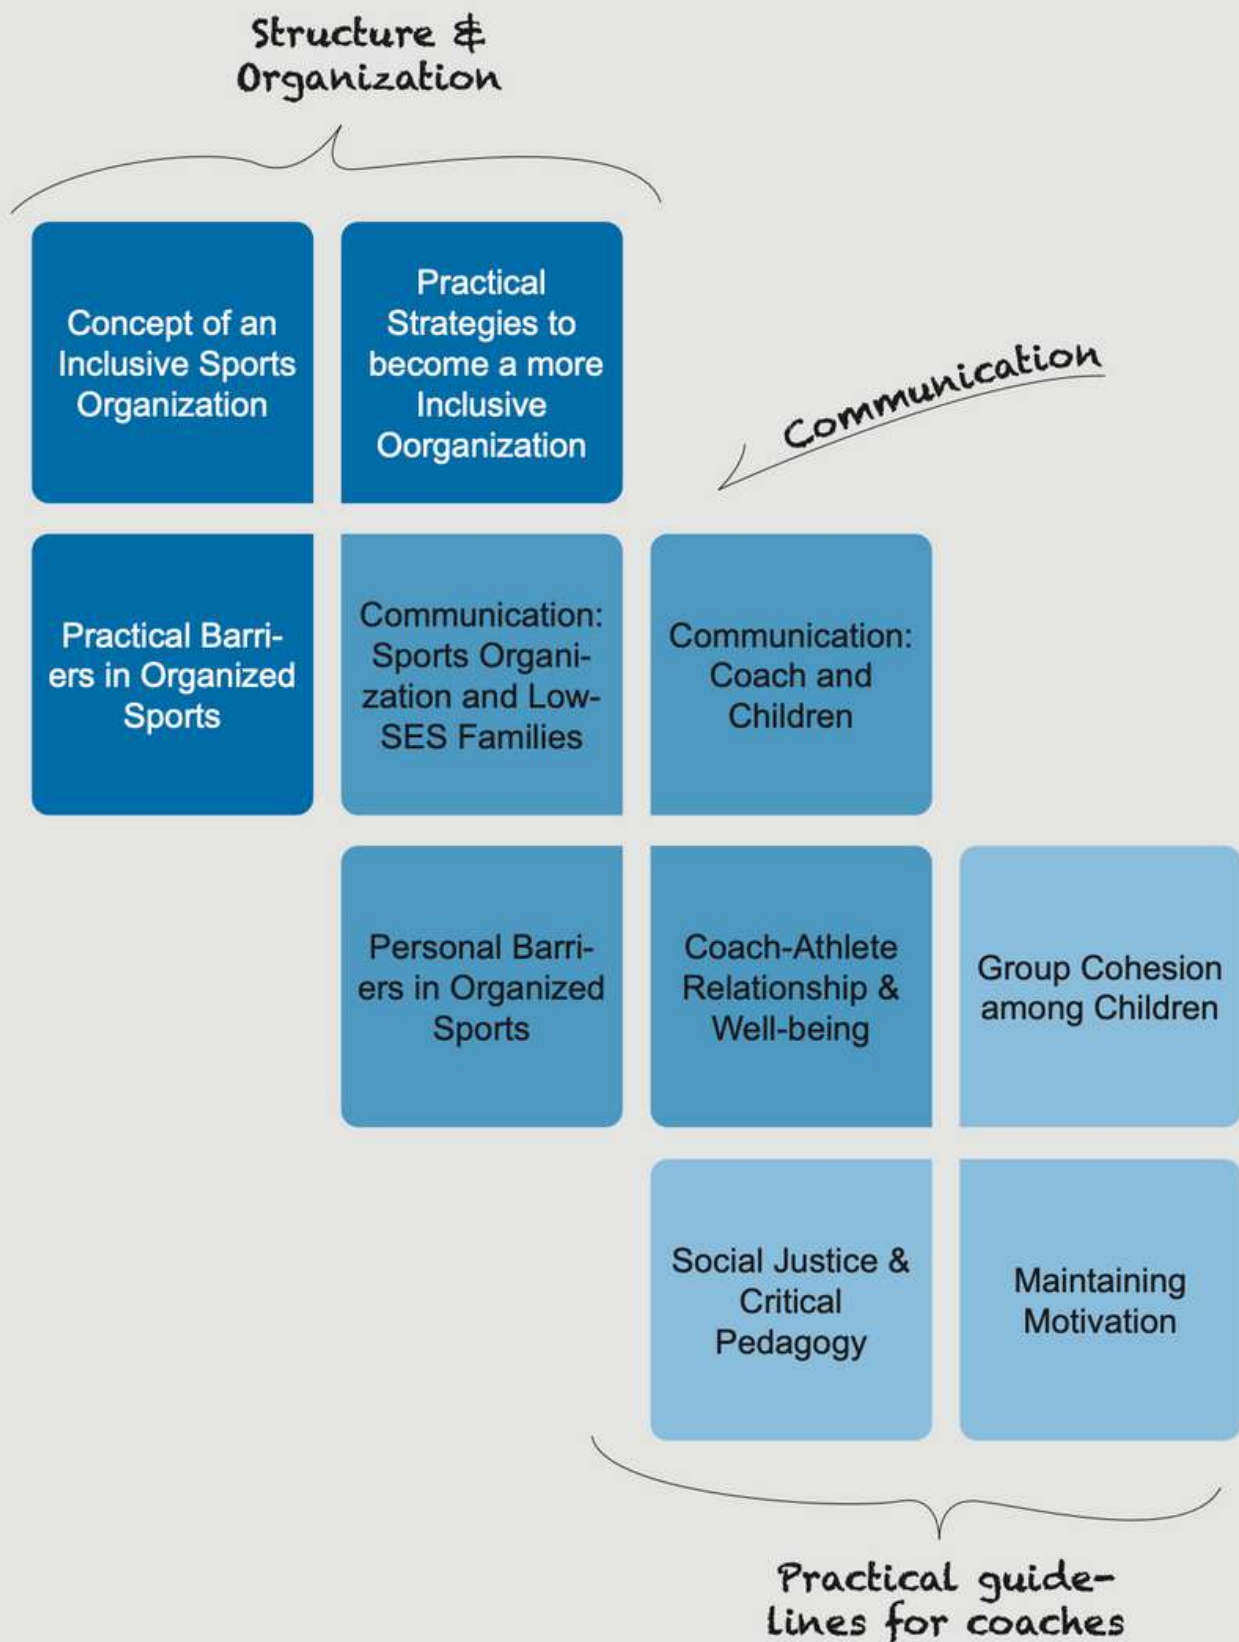 Structure &
Organization
Concept of an
Inclusive Sports
Organization
Practical
Strategies to
become a more
Inclusive
Oorganization
Communication
Practical Barri-
ers in Organized
Sports
Communication:
Sports Organi-
zation and Low-
SES Families
Communication:
Coach and
Children
Personal Barri-
ers in Organized
Sports
Coach-Athlete
Relationship &
Well-being
Group Cohesion
among Children
Social Justice &
Critical
Pedagogy
Maintaining
Motivation
Practical guide-
lines for coaches